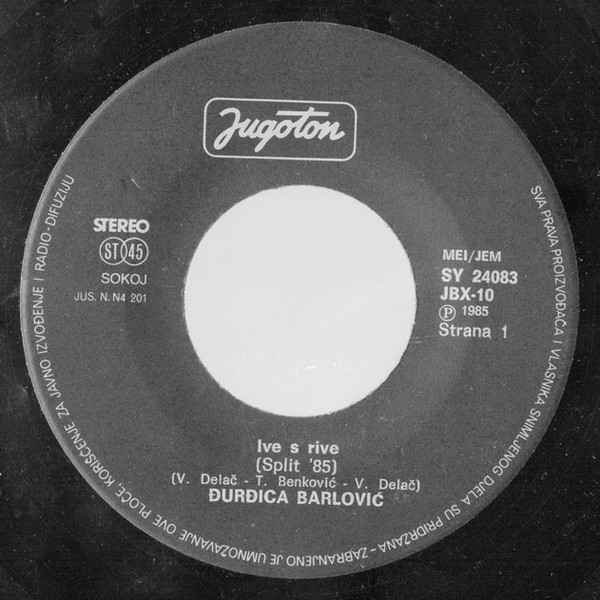 Jugoton
STEREO
ST 45
SOKOJ
JUS. N. N4 201
MEI/JEM
SY 24083
JBX-10
Ⓟ 1985
Strana 1
Ive s rive
(Split '85)
(V. Delač - T. Benković - V. Delač)
ĐURĐICA BARLOVIĆ
SVA PRAVA PROIZVOĐAČA I VLASNIKA SNIMLJENOG DJELA SU PRIDRŽANA - ZABRANJENO JE UMNOZAVANJE OVE PLOČE, KORIŠĆENJE ZA JAVNO IZVOĐENJE I RADIO-DIFUZIJU